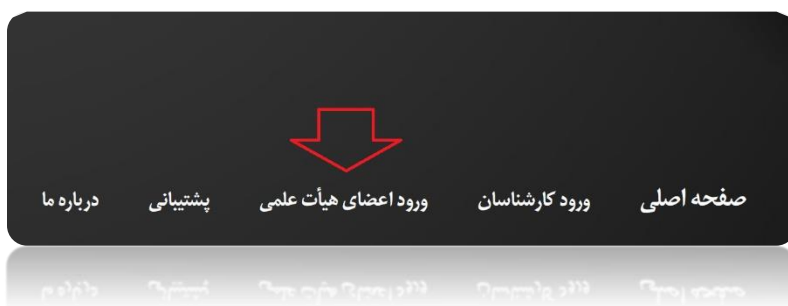 صفحه اصلی ورود کارشناسان ورود اعضای هیأت علمی پشتیبانی درباره ما